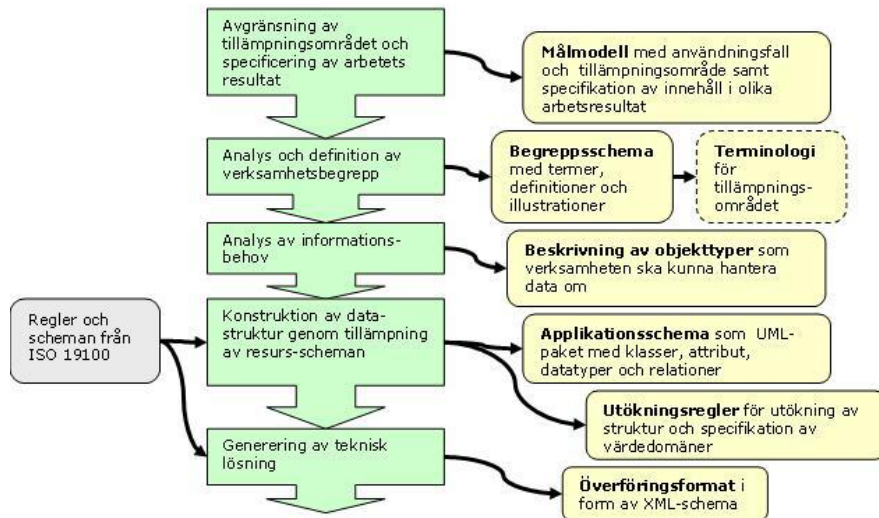 Avgränsning av
tillämpningsområdet och
specificering av arbetets
resultat
Målmodell med användningsfall
och tillämpningsområde samt
specifikation av innehåll i olika
arbetsresultat
Analys och definition av
verksamhetsbegrepp
Begreppsschema
med termer,
definitioner och
illustrationer
Terminologi
för
tillämpnings-
området
Analys av informations-
behov
Beskrivning av objekttyper som
verksamheten ska kunna hantera
data om
Regler och
scheman från
ISO 19100
Konstruktion av data-
struktur genom tillämpning
av resurs-scheman
Applikationsschema som UML-
paket med klasser, attribut,
datatyper och relationer
Utökningsregler för utökning av
struktur och specifikation av
värdedomäner
Generering av teknisk
lösning
Överföringsformat i
form av XML-schema